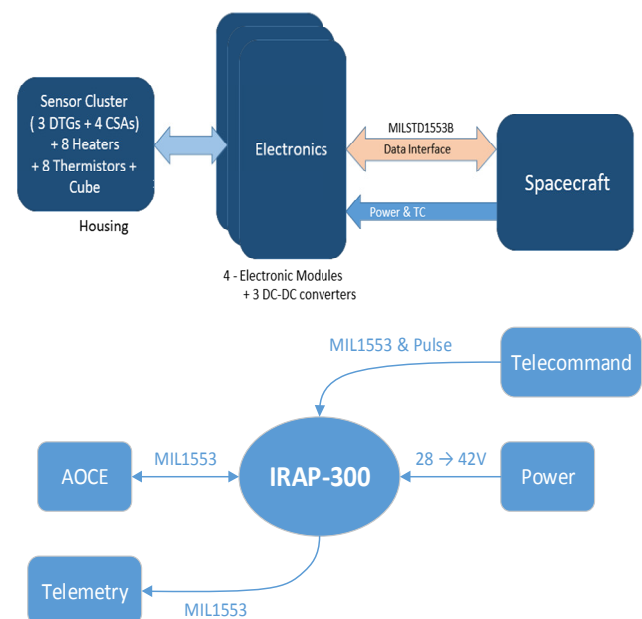 Sensor Cluster
( 3 DTGs + 4 CSAs)
+ 8 Heaters
+ 8 Thermistors +
Cube
Housing
Electronics
4 - Electronic Modules
+ 3 DC-DC converters
MILSTD1553B
Data Interface
Power & TC
Spacecraft
MIL1553 & Pulse
Telecommand
AOCE
MIL1553
IRAP-300
28 → 42V
Power
Telemetry
MIL1553